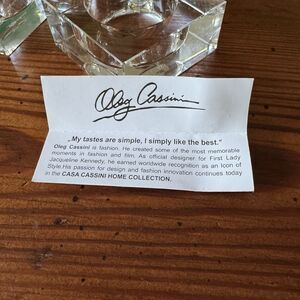 Oleg Cassini
„My tastes are simple, I simply like the best.”
Oleg Cassini is fashion. He created some of the most memorable
moments in fashion and film. As official designer for First Lady
Jacqueline Kennedy, he earned worldwide recognition as an Icon of
Style.His passion for design and fashion innovation continues today
in the CASA CASSINI HOME COLLECTION.